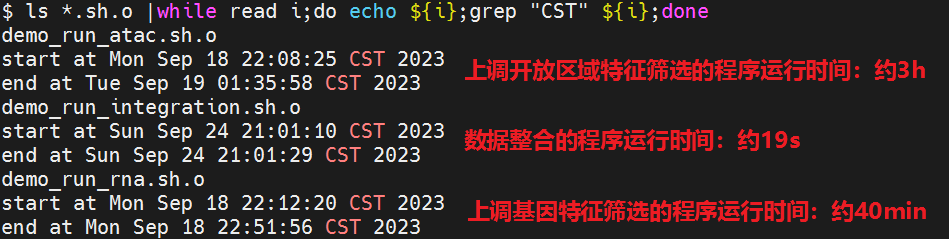 $ ls *.sh.o |while read i;do echo ${i};grep "CST" ${i};done
demo_run_atac.sh.o
start at Mon Sep 18 22:08:25 CST 2023
end at Tue Sep 19 01:35:58 CST 2023
上调开放区域特征筛选的程序运行时间：约3h
demo_run_integration.sh.o
start at Sun Sep 24 21:01:10 CST 2023
end at Sun Sep 24 21:01:29 CST 2023
数据整合的程序运行时间：约19s
demo_run_rna.sh.o
start at Mon Sep 18 22:12:20 CST 2023
end at Mon Sep 18 22:51:56 CST 2023
上调基因特征筛选的程序运行时间：约40min